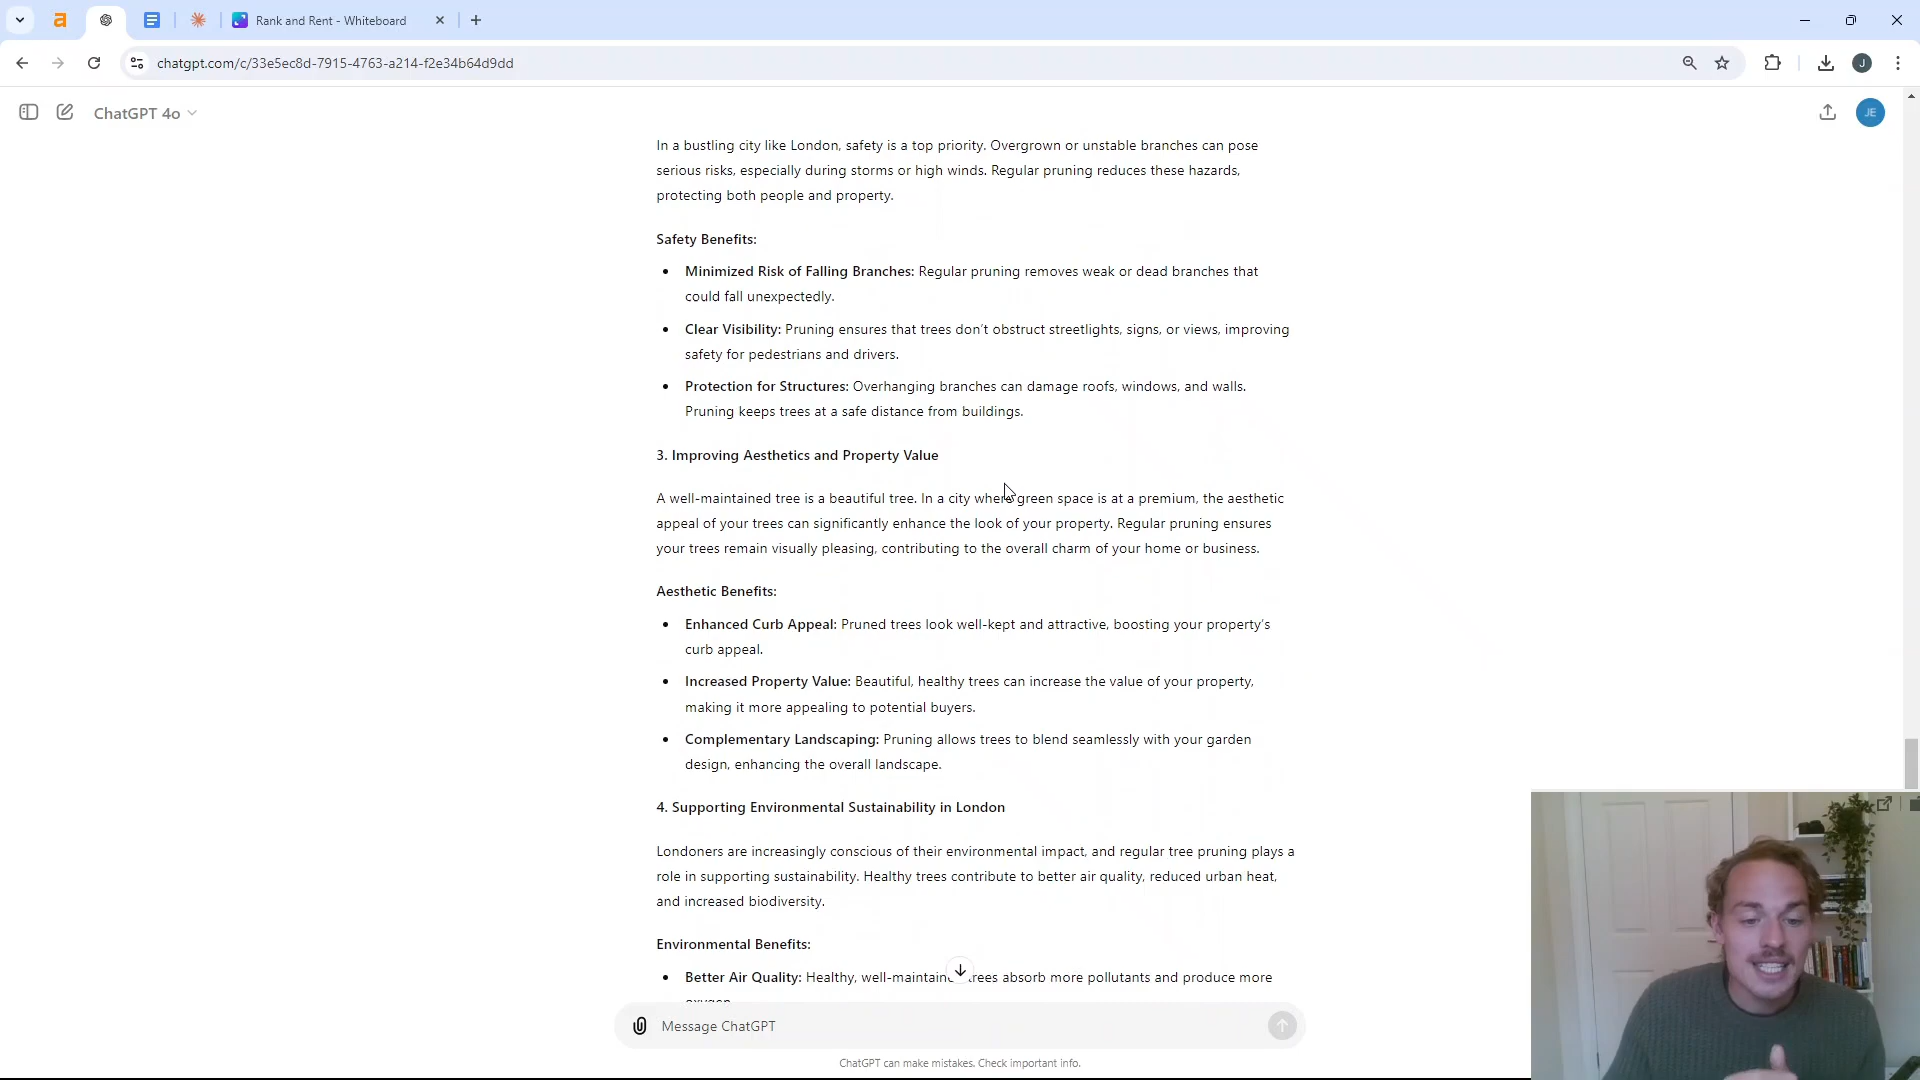 Rank and Rent - Whiteboard
chatgpt.com/c/33e5ec8d-7915-4763-a214-f2e34b64d9dd
J
ChatGPT 4o
JE
In a bustling city like London, safety is a top priority. Overgrown or unstable branches can pose
serious risks, especially during storms or high winds. Regular pruning reduces these hazards,
protecting both people and property.
Safety Benefits:
Minimized Risk of Falling Branches: Regular pruning removes weak or dead branches that
could fall unexpectedly.
Clear Visibility: Pruning ensures that trees don't obstruct streetlights, signs, or views, improving
safety for pedestrians and drivers.
Protection for Structures: Overhanging branches can damage roofs, windows, and walls.
Pruning keeps trees at a safe distance from buildings.
3. Improving Aesthetics and Property Value
A well-maintained tree is a beautiful tree. In a city where green space is at a premium, the aesthetic
appeal of your trees can significantly enhance the look of your property. Regular pruning ensures
your trees remain visually pleasing, contributing to the overall charm of your home or business.
Aesthetic Benefits:
Enhanced Curb Appeal: Pruned trees look well-kept and attractive, boosting your property's
curb appeal.
Increased Property Value: Beautiful, healthy trees can increase the value of your property,
making it more appealing to potential buyers.
Complementary Landscaping: Pruning allows trees to blend seamlessly with your garden
design, enhancing the overall landscape.
4. Supporting Environmental Sustainability in London
Londoners are increasingly conscious of their environmental impact, and regular tree pruning plays a
role in supporting sustainability. Healthy trees contribute to better air quality, reduced urban heat,
and increased biodiversity.
Environmental Benefits:
Better Air Quality: Healthy, well-maintained trees absorb more pollutants and produce more
oxygen.
Message ChatGPT
ChatGPT can make mistakes. Check important info.